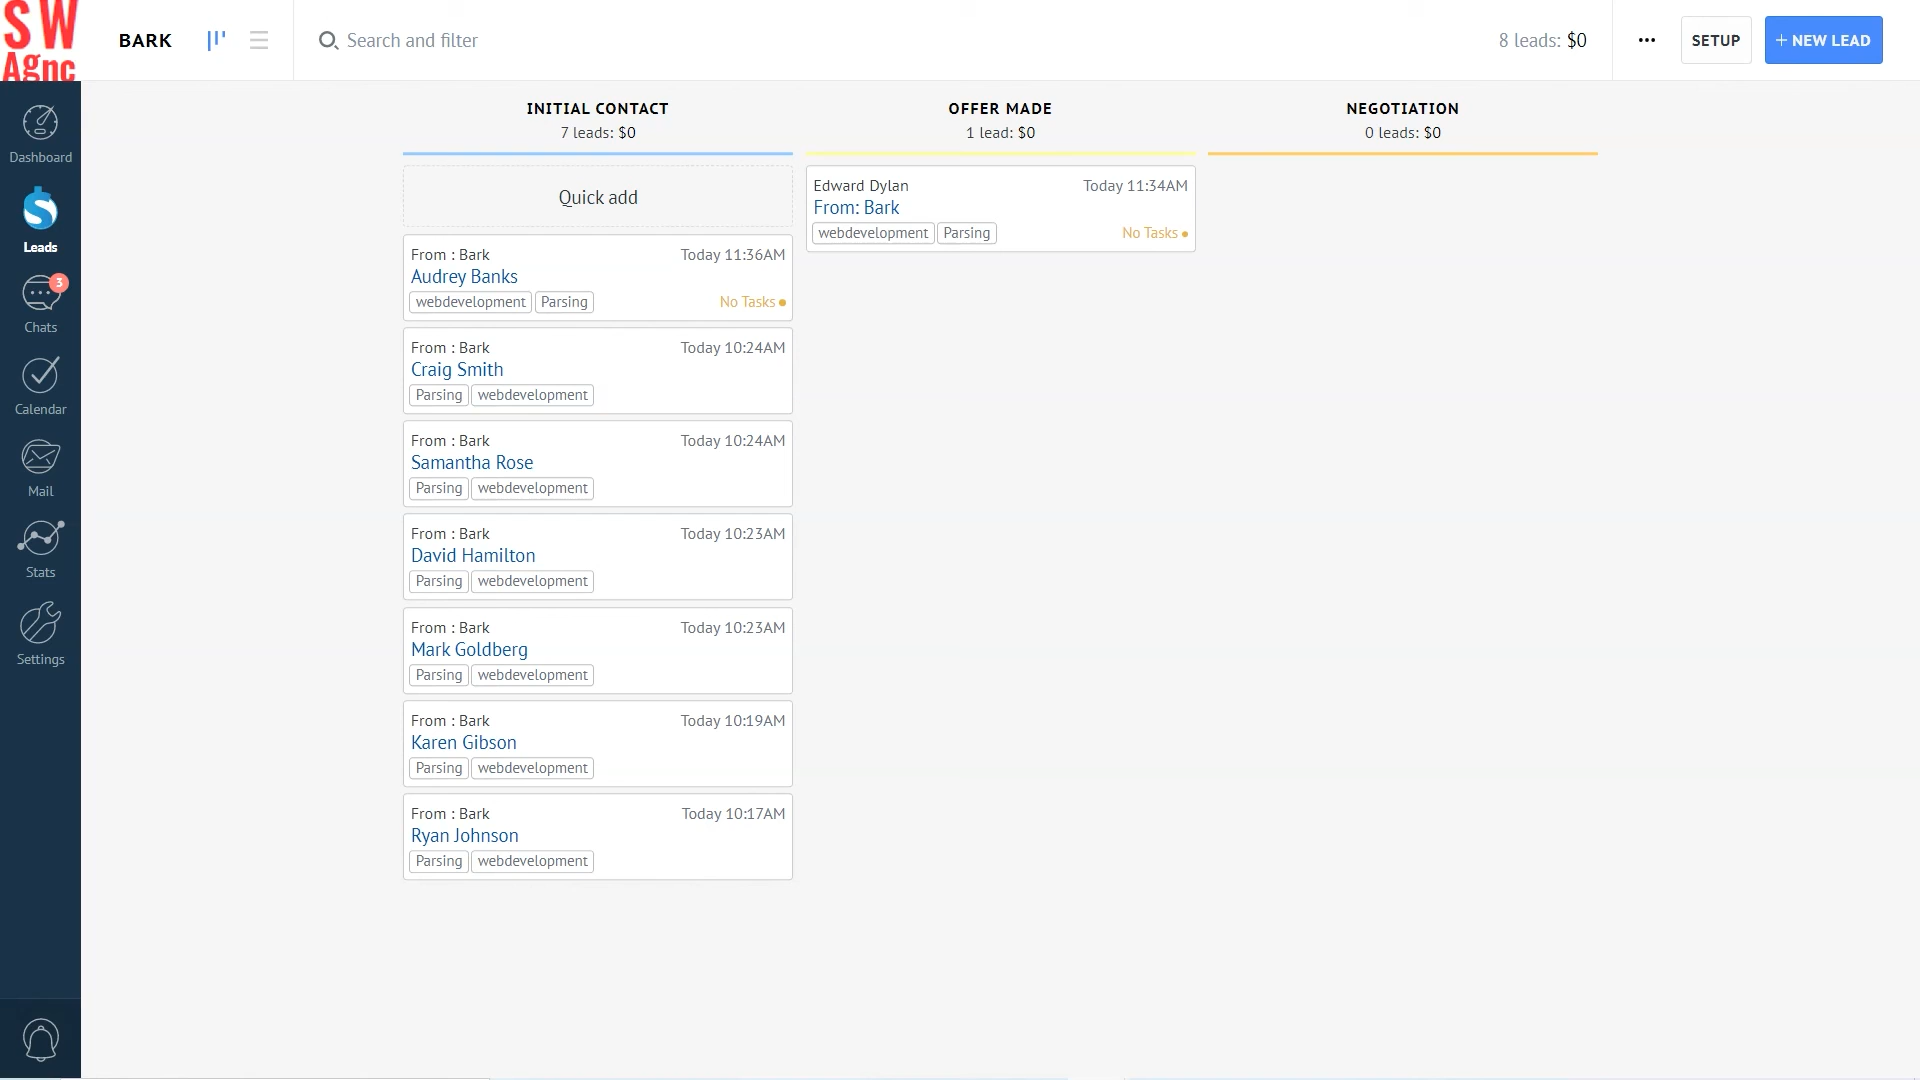 SW
Agnc
BARK
Search and filter
8 leads: $0
...
SETUP
+ NEW LEAD
Dashboard
Leads
3
Chats
Calendar
Mail
Stats
Settings
INITIAL CONTACT
7 leads: $0
Quick add
From : Bark
Today 11:36AM
Audrey Banks
webdevelopment Parsing
No Tasks
From : Bark
Today 10:24AM
Craig Smith
Parsing webdevelopment
From : Bark
Today 10:24AM
Samantha Rose
Parsing webdevelopment
From : Bark
Today 10:23AM
David Hamilton
Parsing webdevelopment
From : Bark
Today 10:23AM
Mark Goldberg
Parsing webdevelopment
From : Bark
Today 10:19AM
Karen Gibson
Parsing webdevelopment
From : Bark
Today 10:17AM
Ryan Johnson
Parsing webdevelopment
OFFER MADE
1 lead: $0
Edward Dylan
Today 11:34AM
From: Bark
webdevelopment Parsing
No Tasks
NEGOTIATION
0 leads: $0